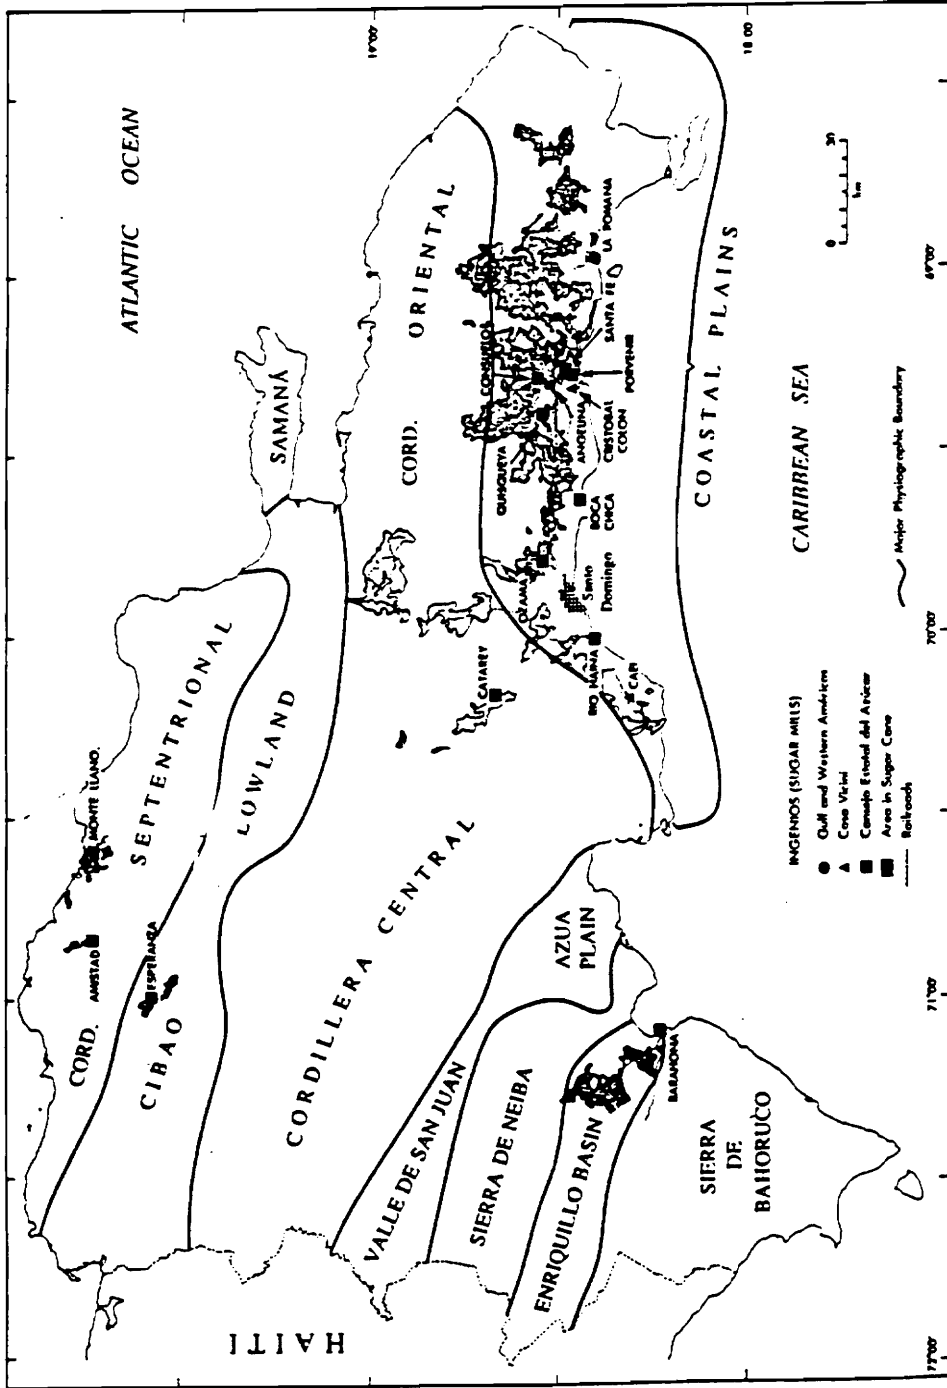 ATLANTIC OCEAN
HAITI
CORD.
SEPTENTRIONAL
AMISTAD
MONTE LLANO.
ESPERANZA
CIBAO
LOWLAND
SAMANÁ
CORDILLERA CENTRAL
CORD.
ORIENTAL
VALLE DE SAN JUAN
SIERRA DE NEIBA
AZUA
PLAIN
ENRIQUILLO BASIN
BARAHONA
SIERRA
DE
BAHORUCO
CATAREY
OZAMA
QUISQUEYA
CONSUELOS
RIO HAINA
CAEI
Santo
Domingo
BOCA
CHICA
ANGELINA
CRISTOBAL
COLON
PORVENIR
SANTA FE
LA ROMANA
COASTAL PLAINS
CARIBBEAN SEA
INGENIOS (SUGAR MILLS)
Gulf and Western Américas
Casa Vicini
Consejo Estatal del Azúcar
Area in Sugar Cane
Railroads
Major Physiographic Boundary
0 30
km
19°00'
18 00
72°00'
71°00'
70°00'
69°00'